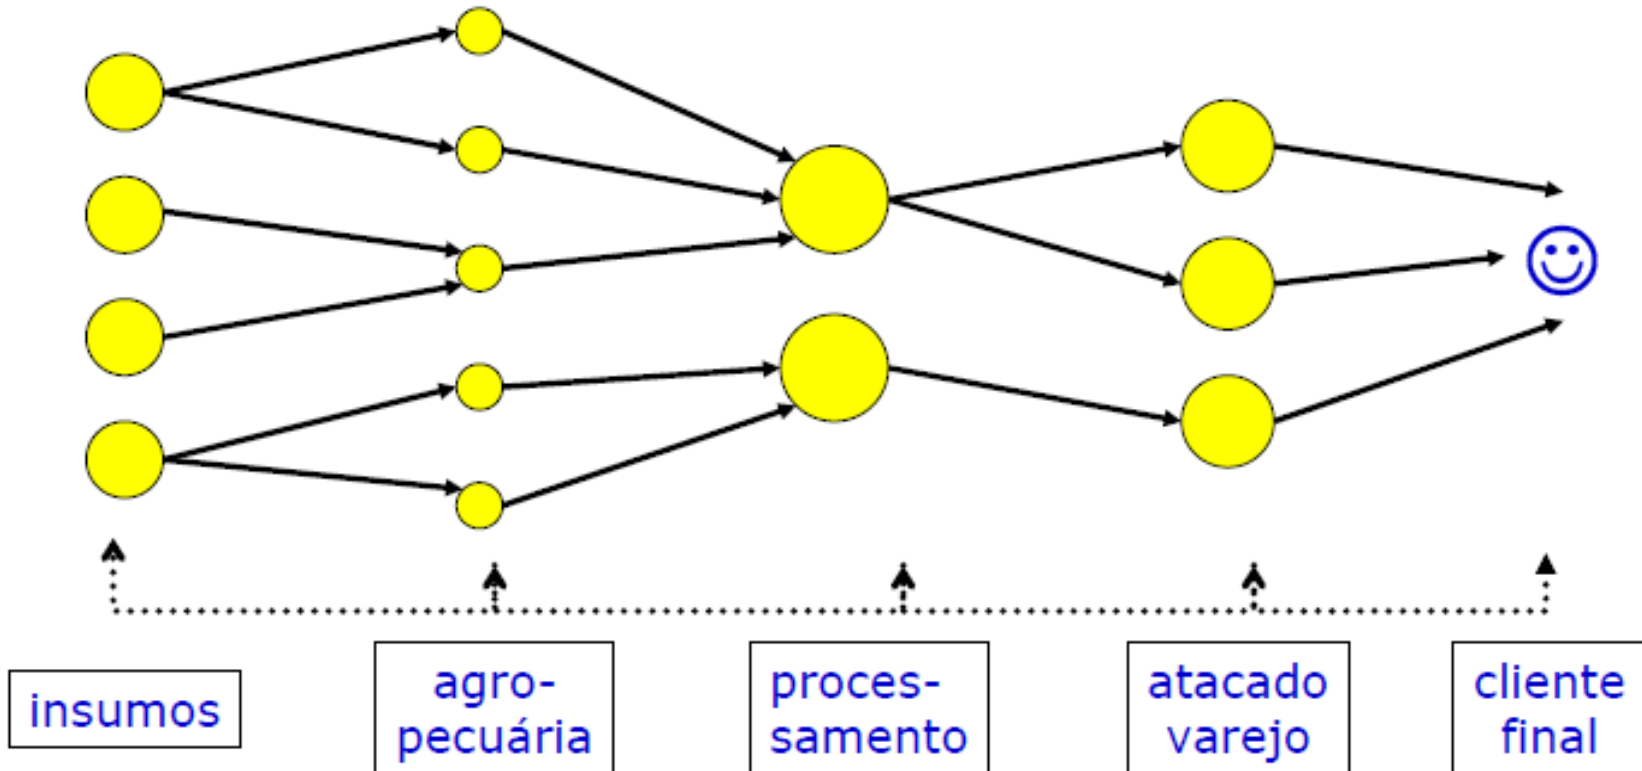 insumos
agro-
pecuária
proces-
samento
atacado
varejo
cliente
final